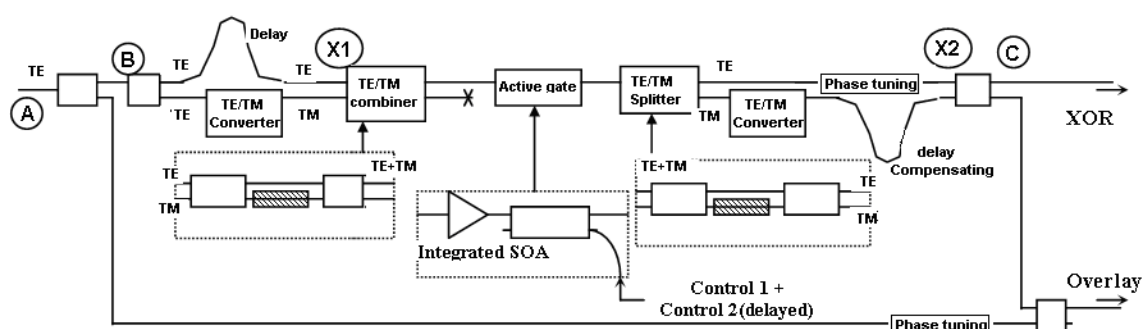 TE
A
B
TE
Delay
TE
X1
TE
TE/TM
Converter
TM
TE/TM
combiner
Active gate
TE/TM
Splitter
TE
TM
TE/TM
Converter
Phase tuning
X2
C
XOR
delay
Compensating
TE
TM
TE+TM
Integrated SOA
TE+TM
TE
TM
Control 1 +
Control 2 (delayed)
Overlay
Phase tuning